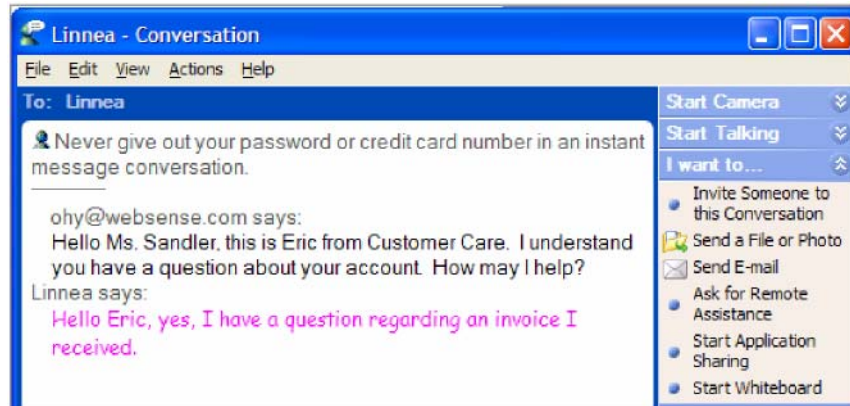 Linnea - Conversation
File Edit View Actions Help
To: Linnea
Never give out your password or credit card number in an instant
message conversation.
ohy@websense.com says:
Hello Ms. Sandler, this is Eric from Customer Care. I understand
you have a question about your account. How may I help?
Linnea says:
Hello Eric, yes, I have a question regarding an invoice I
received.
Start Camera
Start Talking
I want to...
Invite Someone to
this Conversation
Send a File or Photo
Send E-mail
Ask for Remote
Assistance
Start Application
Sharing
Start Whiteboard